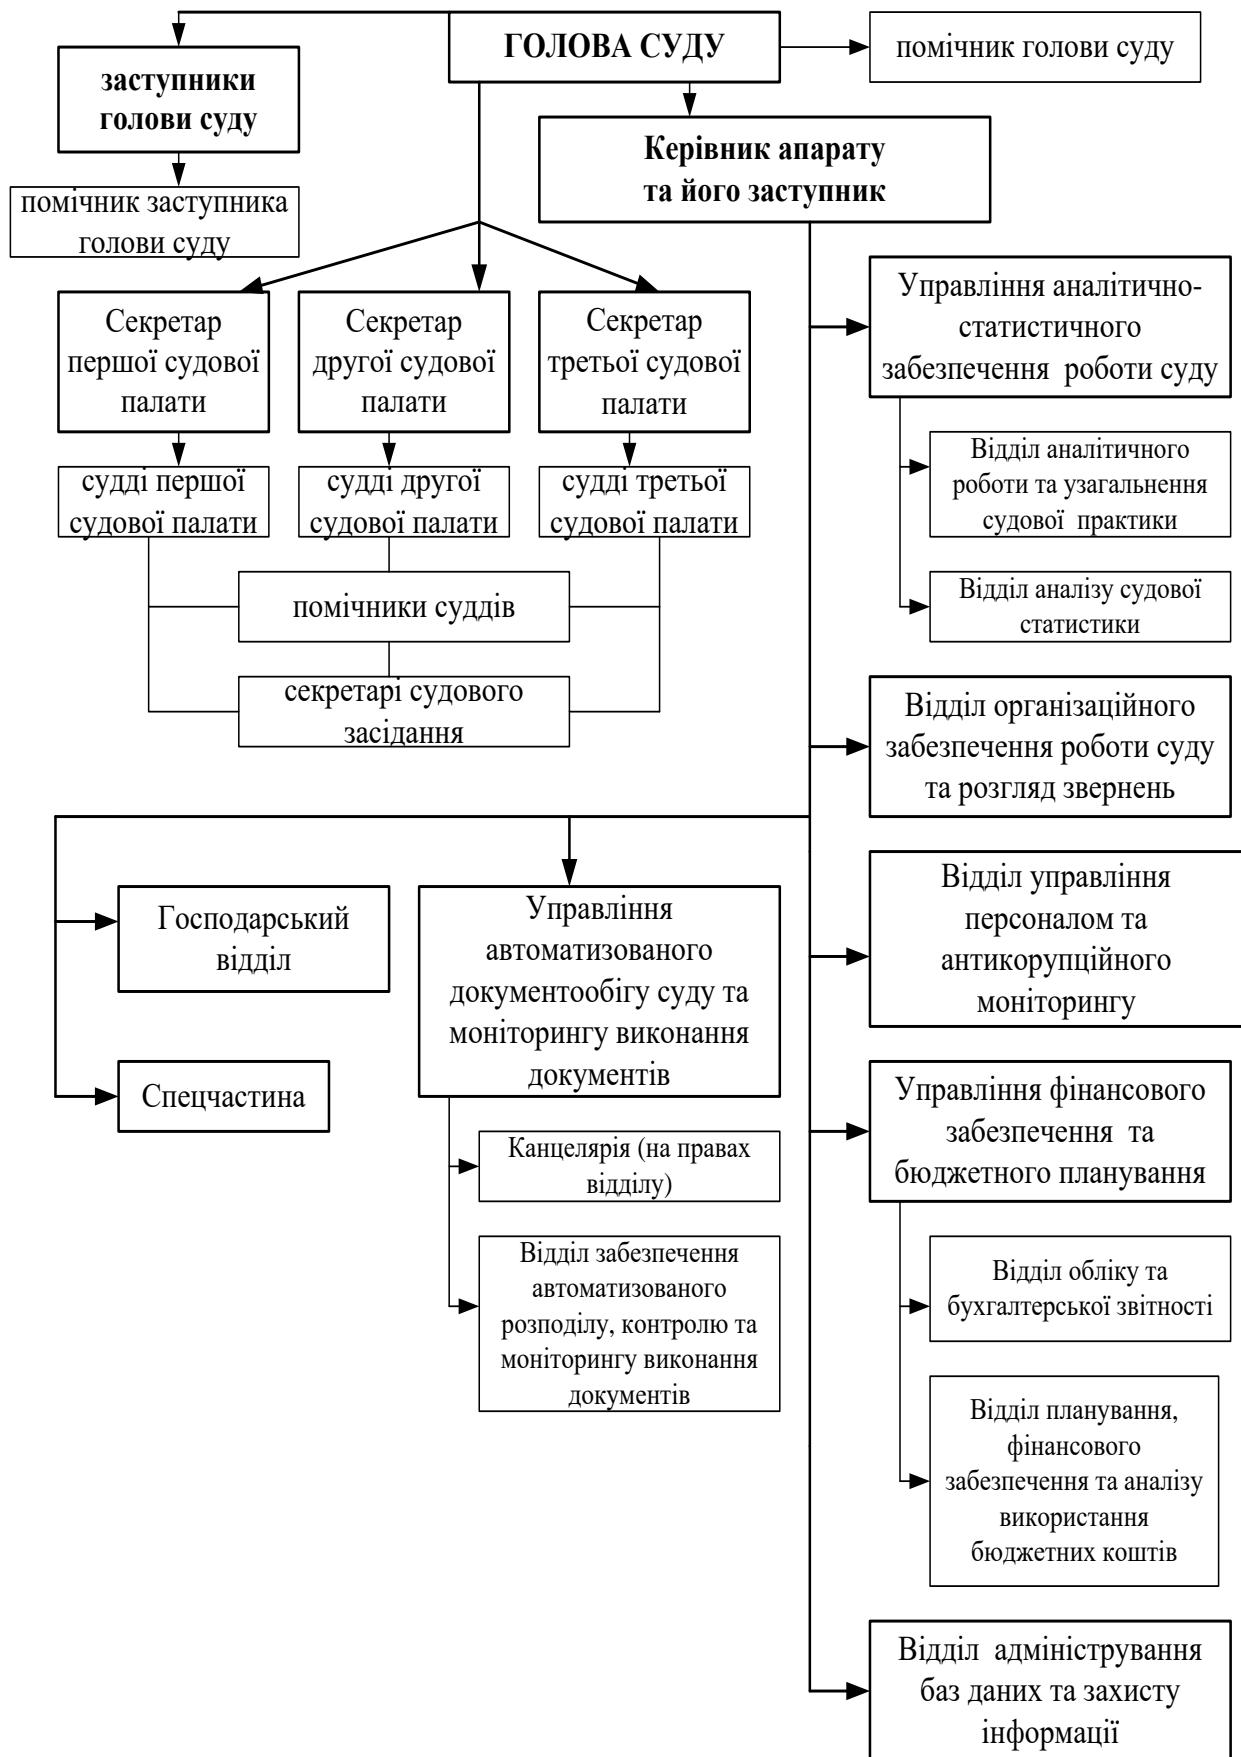 ГОЛОВА СУДУ
помічник голови суду
заступники
голови суду
Керівник апарату
та його заступник
помічник заступника
голови суду
Секретар
першої судової
палати
Секретар
другої судової
палати
Секретар
третьої судової
палати
судді першої
судової палати
судді другої
судової палати
судді третьої
судової палати
помічники суддів
секретарі судового
засідання
Управління аналітично-
статистичного
забезпечення роботи суду
Відділ аналітичного
роботи та узагальнення
судової практики
Відділ аналізу судової
статистики
Відділ організаційного
забезпечення роботи суду
та розгляд звернень
Відділ управління
персоналом та
антикорупційного
моніторингу
Господарський
відділ
Спецчастина
Управління
автоматизованого
документообігу суду та
моніторингу виконання
документів
Канцелярія (на правах
відділу)
Відділ забезпечення
автоматизованого
розподілу, контролю та
моніторингу виконання
документів
Управління фінансового
забезпечення та
бюджетного планування
Відділ обліку та
бухгалтерської звітності
Відділ планування,
фінансового
забезпечення та аналізу
використання
бюджетних коштів
Відділ адміністрування
баз даних та захисту
інформації